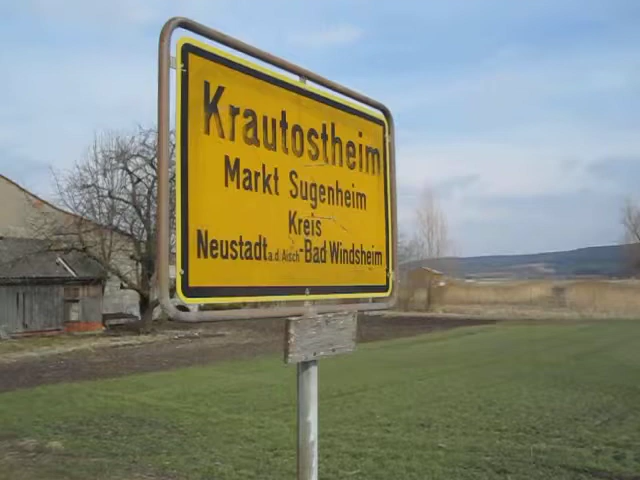 Krautostheim
Markt Sugenheim
Kreis
Neustadt a.d. Aisch-Bad Windsheim